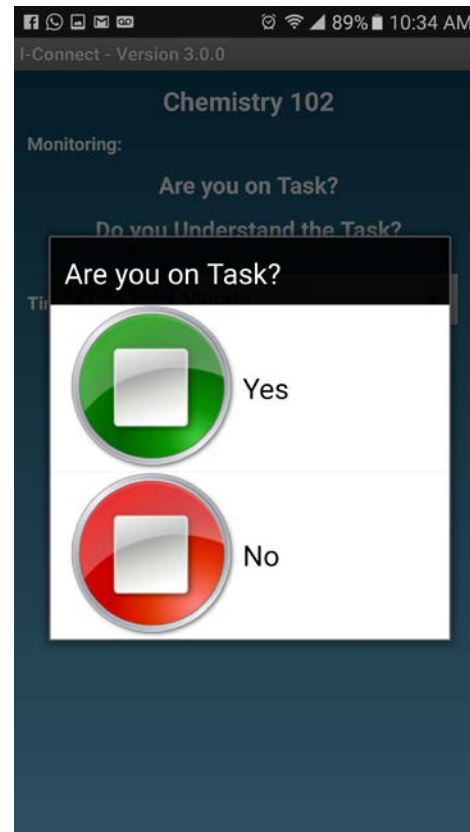 89% 10:34 AM
I-Connect - Version 3.0.0
Chemistry 102
Monitoring:
Are you on Task?
Do you Understand the Task?
Are you on Task?
Yes
No